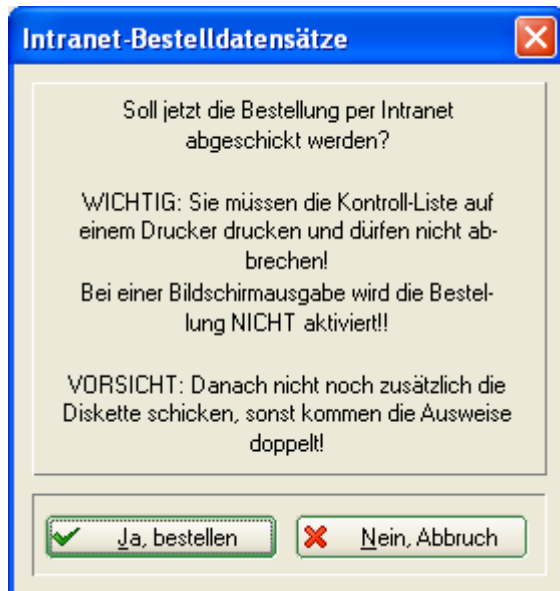 Intranet-Bestelldatensätze
Soll jetzt die Bestellung per Intranet
abgeschickt werden?
WICHTIG: Sie müssen die Kontroll-Liste auf
einem Drucker drucken und dürfen nicht ab-
brechen!
Bei einer Bildschirmausgabe wird die Bestel-
lung NICHT aktiviert!!
VORSICHT: Danach nicht noch zusätzlich die
Diskette schicken, sonst kommen die Ausweise
doppelt!
Ja, bestellen
Nein, Abbruch